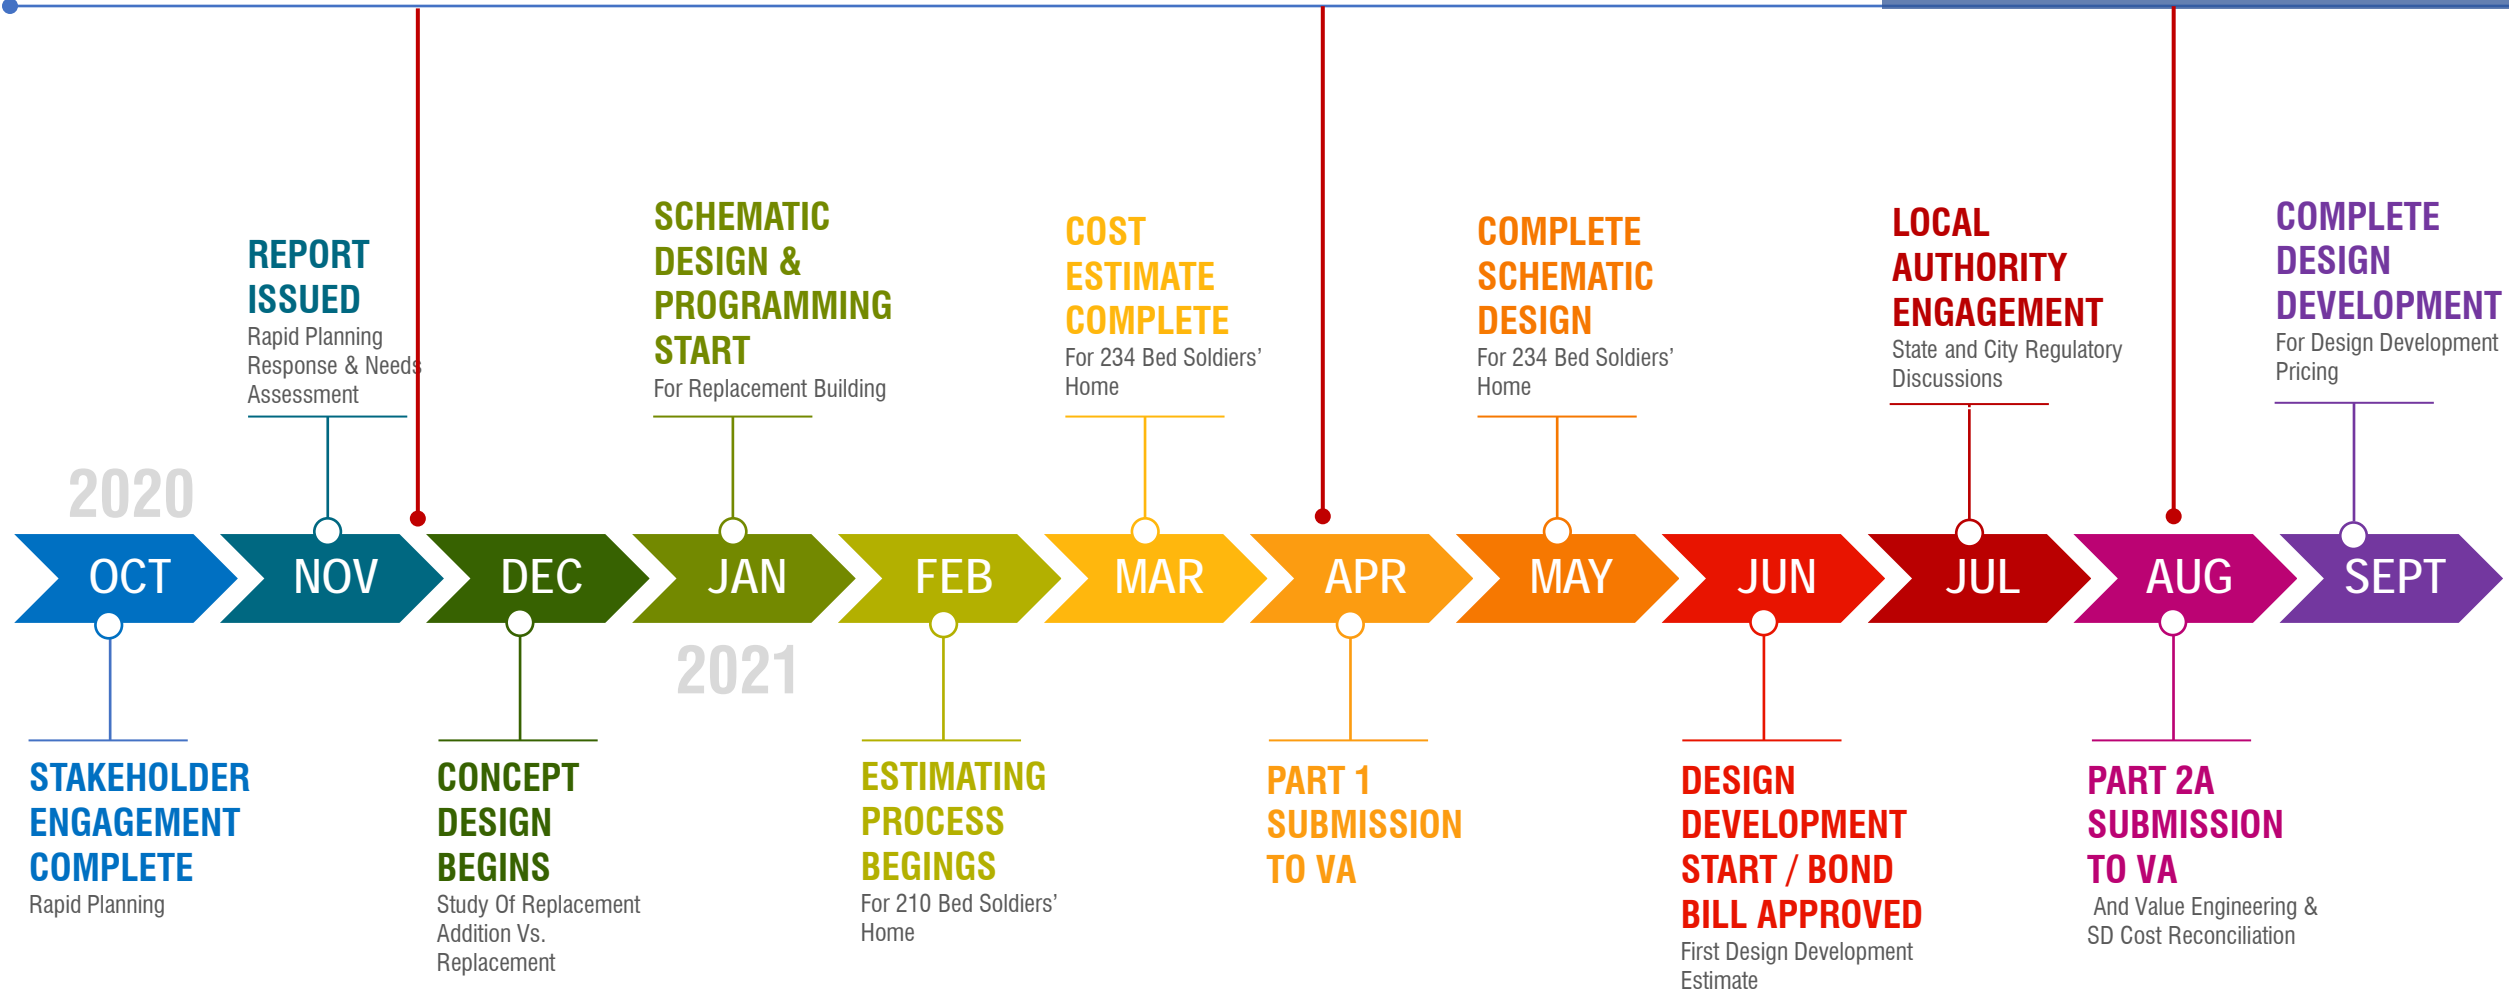 REPORT
ISSUED
Rapid Planning
Response & Needs
Assessment
SCHEMATIC
DESIGN &
PROGRAMMING
START
For Replacement Building
COST
ESTIMATE
COMPLETE
For 234 Bed Soldiers’
Home
COMPLETE
SCHEMATIC
DESIGN
For 234 Bed Soldiers’
Home
LOCAL
AUTHORITY
ENGAGEMENT
State and City Regulatory
Discussions
COMPLETE
DESIGN
DEVELOPMENT
For Design Development
Pricing
2020
OCT
NOV
DEC
JAN
FEB
MAR
APR
MAY
JUN
JUL
AUG
SEPT
2021
STAKEHOLDER
ENGAGEMENT
COMPLETE
Rapid Planning
CONCEPT
DESIGN
BEGINS
Study Of Replacement
Addition Vs.
Replacement
ESTIMATING
PROCESS
BEGINGS
For 210 Bed Soldiers’
Home
PART 1
SUBMISSION
TO VA
DESIGN
DEVELOPMENT
START / BOND
BILL APPROVED
First Design Development
Estimate
PART 2A
SUBMISSION
TO VA
And Value Engineering &
SD Cost Reconciliation